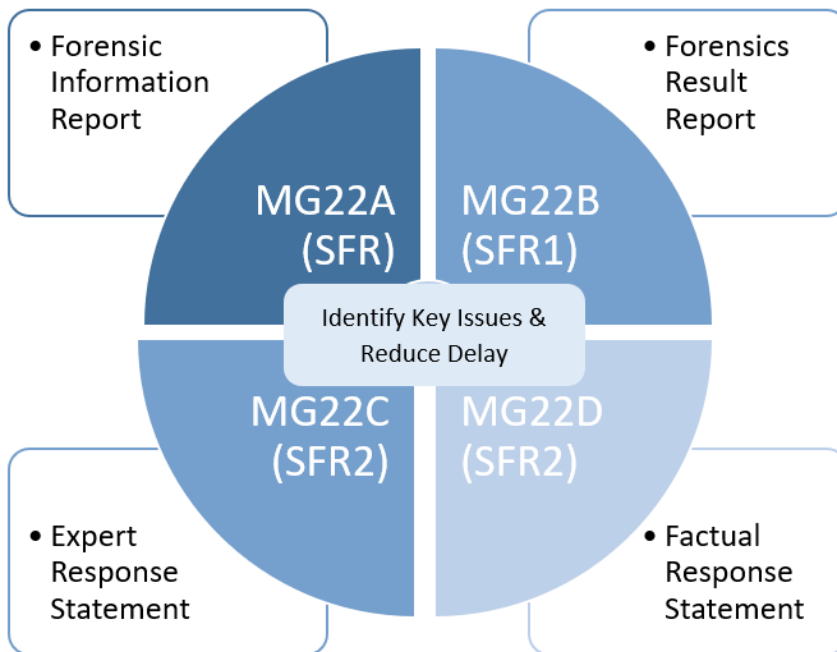 • Forensic
Information
Report
• Forensics
Result
Report
MG22A
(SFR)
MG22B
(SFR1)
Identify Key Issues &
Reduce Delay
MG22C
(SFR2)
MG22D
(SFR2)
• Expert
Response
Statement
• Factual
Response
Statement